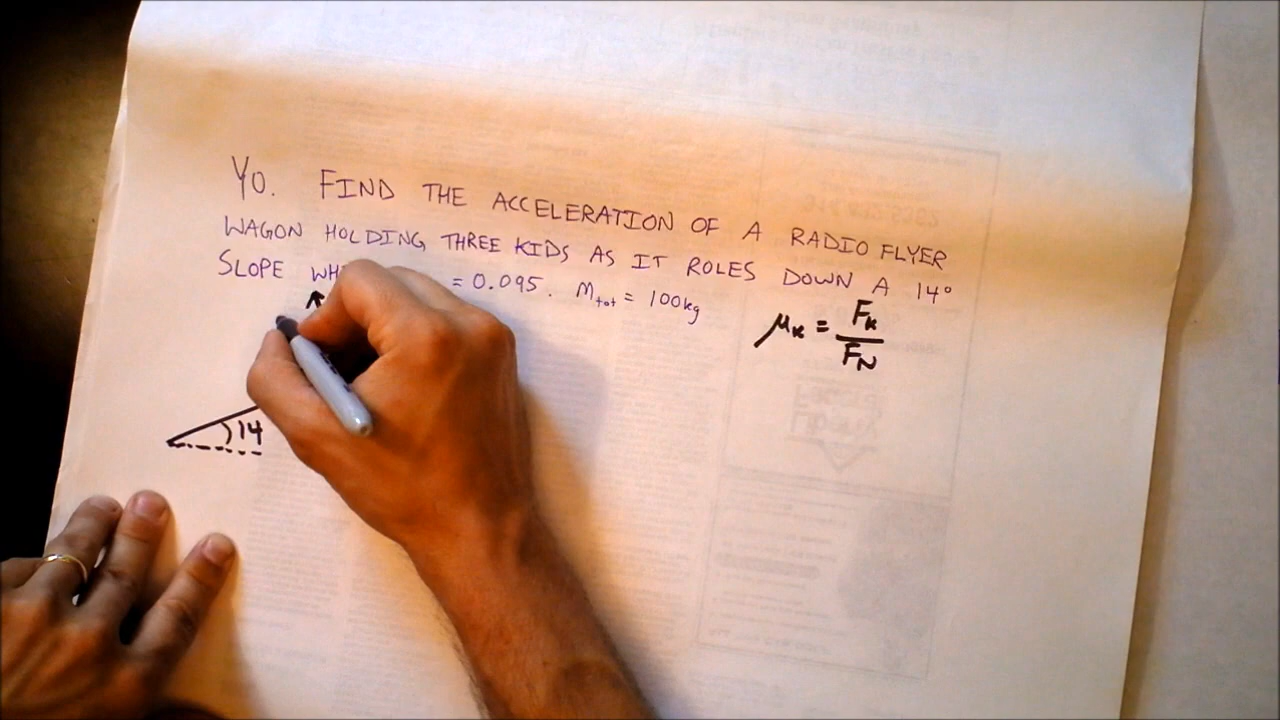 YO. FIND THE ACCELERATION OF A RADIO FLYER
WAGON HOLDING THREE KIDS AS IT ROLES DOWN A 14°
SLOPE = 0.095. Mtot = 100kg
μk = Fk / FN
14